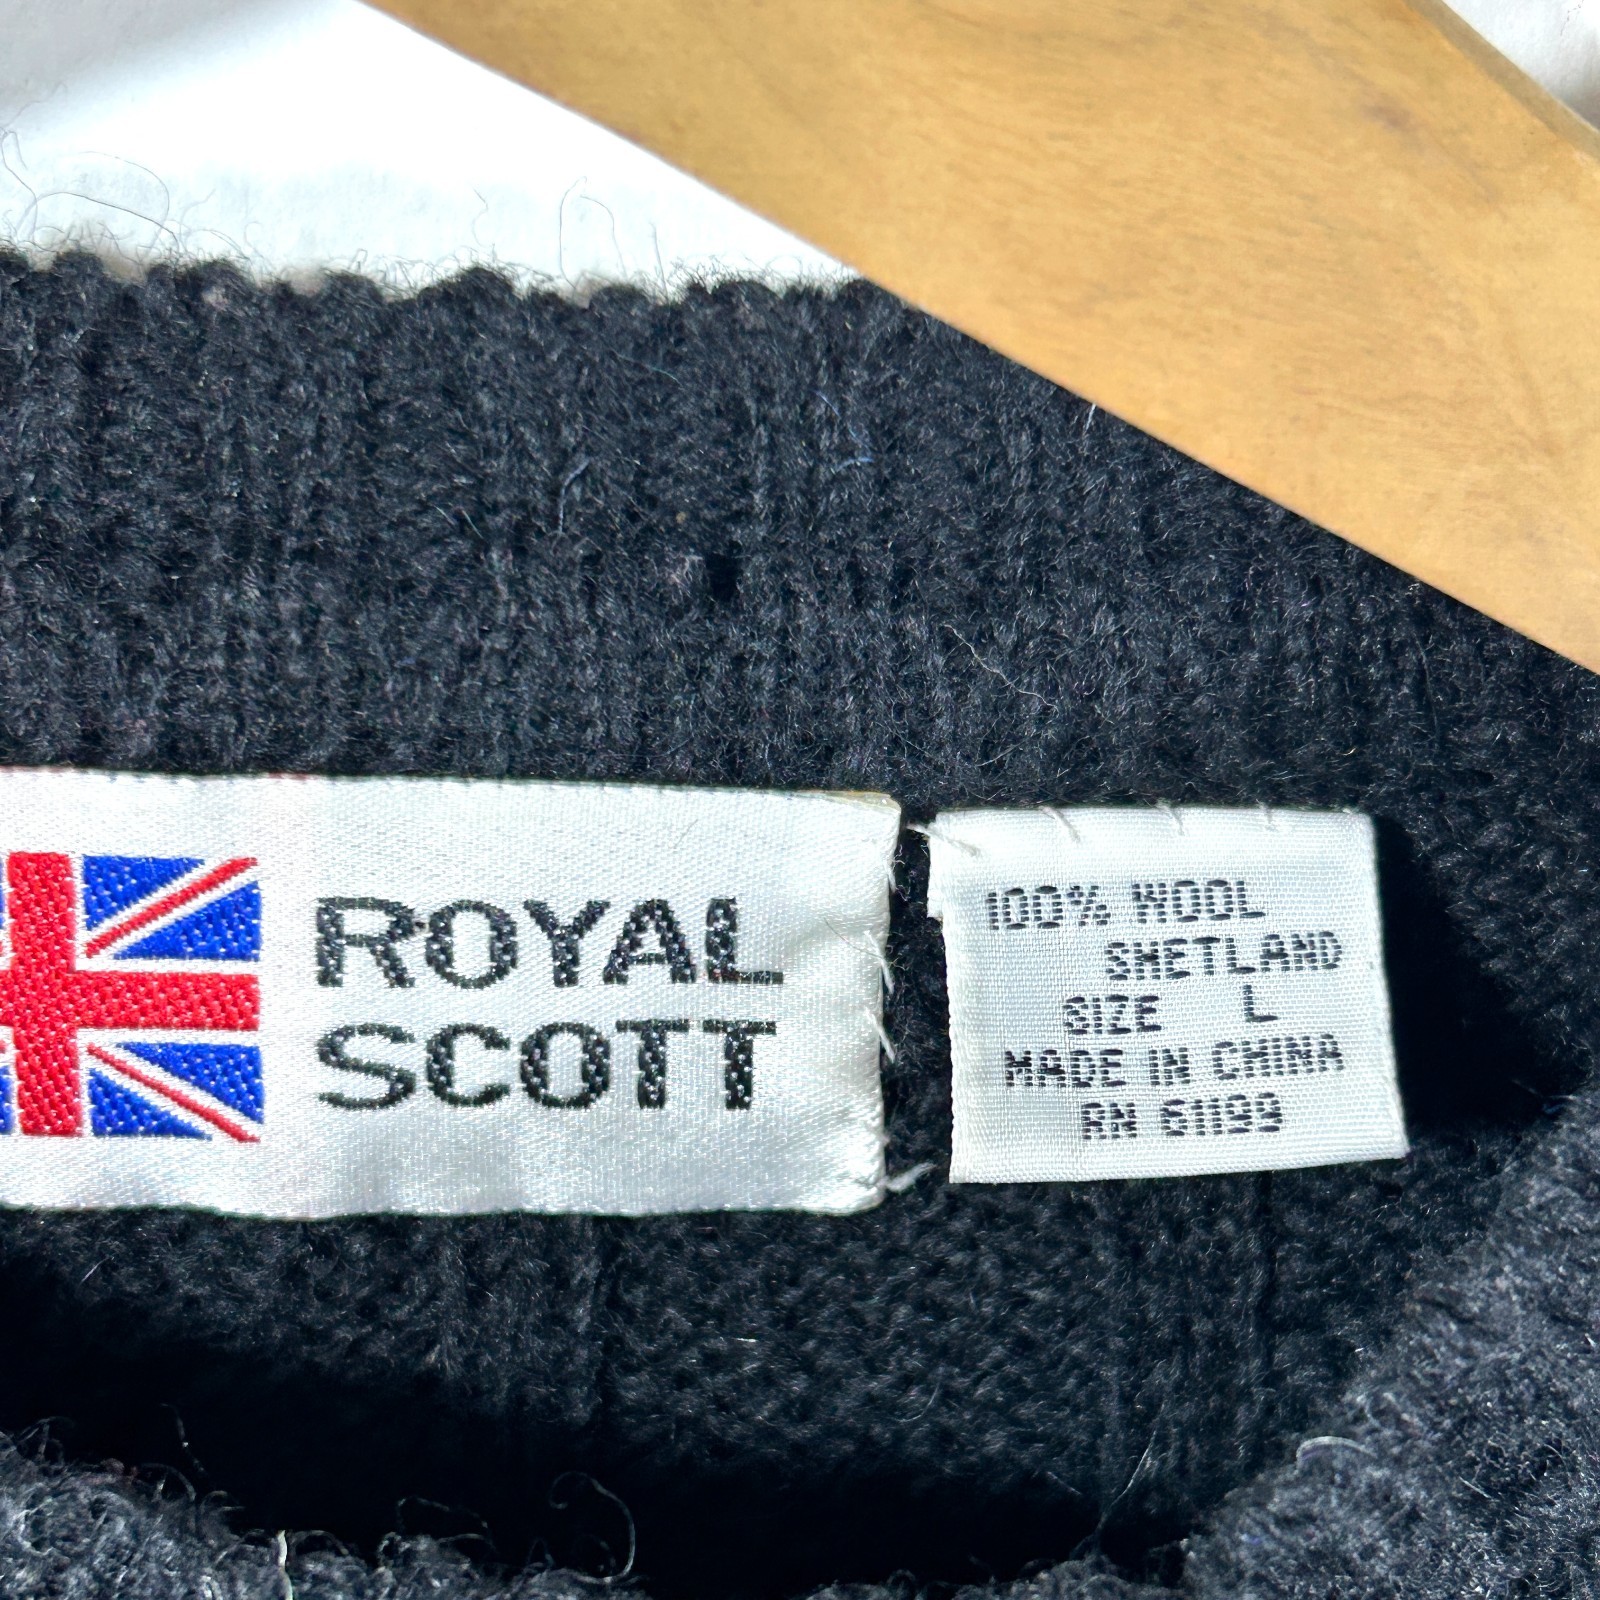 ROYAL
SCOTT
100% WOOL
SHETLAND
SIZE L
MADE IN CHINA
RN 61199